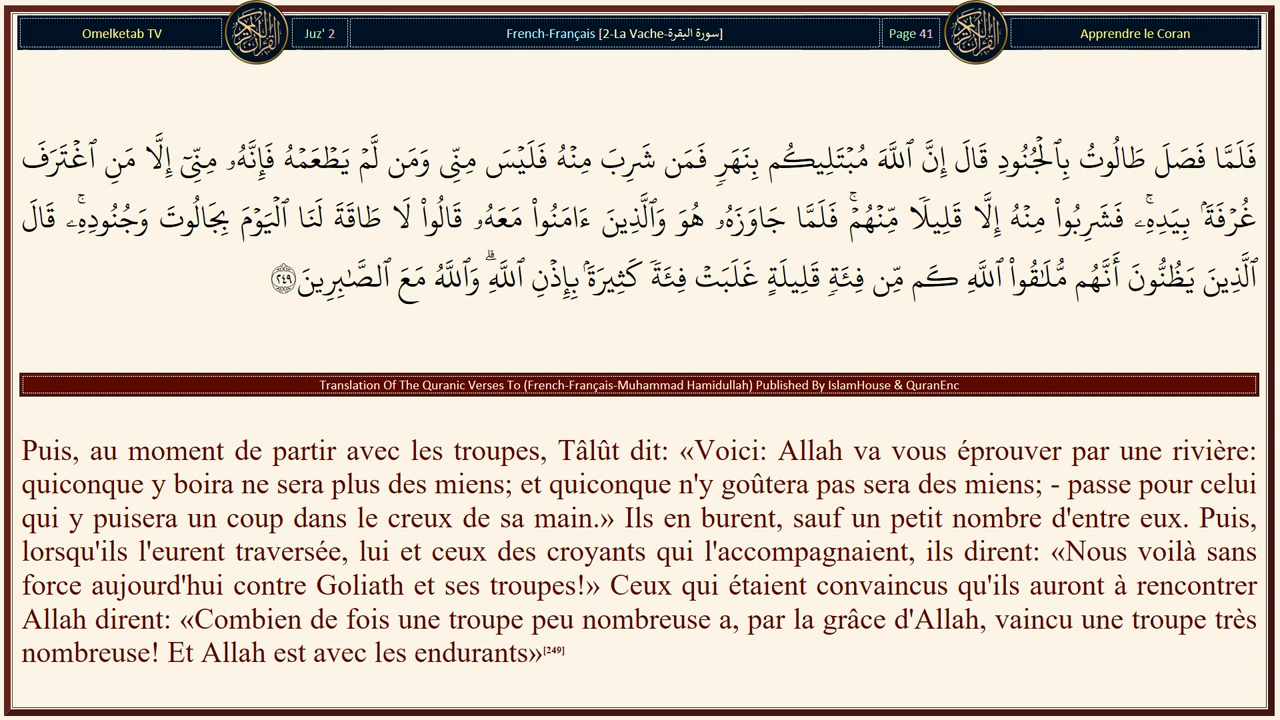 Omelketab TV
Juz' 2
French-Français [2-La Vache-سورة البقرة]
Page 41
Apprendre le Coran
فَلَمَّا فَصَلَ طَالُوتُ بِٱلۡجُنُودِ قَالَ إِنَّ ٱللَّهَ مُبۡتَلِيكُم بِنَهَرٖ فَمَن شَرِبَ مِنۡهُ فَلَيۡسَ مِنِّي وَمَن لَّمۡ يَطۡعَمۡهُ فَإِنَّهُۥ مِنِّيٓ إِلَّا مَنِ ٱغۡتَرَفَ
غُرۡفَةَۢ بِيَدِهِۦۚ فَشَرِبُواْ مِنۡهُ إِلَّا قَلِيلٗا مِّنۡهُمۡۚ فَلَمَّا جَاوَزَهُۥ هُوَ وَٱلَّذِينَ ءَامَنُواْ مَعَهُۥ قَالُواْ لَا طَاقَةَ لَنَا ٱلۡيَوۡمَ بِجَالُوتَ وَجُنُودِهِۦۚ قَالَ
ٱلَّذِينَ يَظُنُّونَ أَنَّهُم مُّلَٰقُواْ ٱللَّهِ كَم مِّن فِئَةٖ قَلِيلَةٍ غَلَبَتۡ فِئَةٗ كَثِيرَةَۢ بِإِذۡنِ ٱللَّهِۗ وَٱللَّهُ مَعَ ٱلصَّٰبِرِينَ ٢٤٩
Translation Of The Quranic Verses To (French-Français-Muhammad Hamidullah) Published By IslamHouse & QuranEnc
Puis, au moment de partir avec les troupes, Tâlût dit: «Voici: Allah va vous éprouver par une rivière:
quiconque y boira ne sera plus des miens; et quiconque n'y goûtera pas sera des miens; - passe pour celui
qui y puisera un coup dans le creux de sa main.» Ils en burent, sauf un petit nombre d'entre eux. Puis,
lorsqu'ils l'eurent traversée, lui et ceux des croyants qui l'accompagnaient, ils dirent: «Nous voilà sans
force aujourd'hui contre Goliath et ses troupes!» Ceux qui étaient convaincus qu'ils auront à rencontrer
Allah dirent: «Combien de fois une troupe peu nombreuse a, par la grâce d'Allah, vaincu une troupe très
nombreuse! Et Allah est avec les endurants»[249]